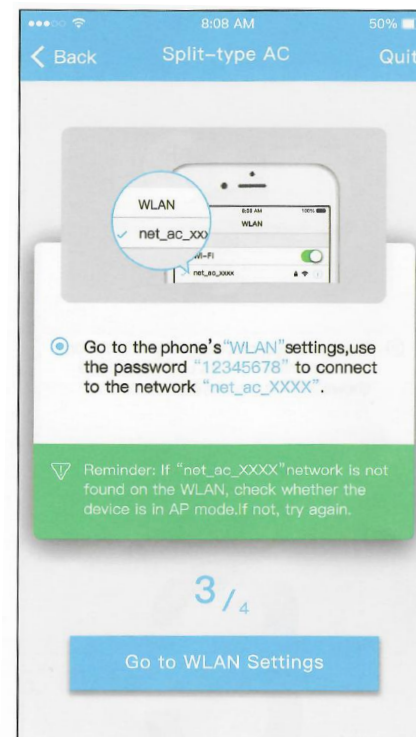 8:08 AM
50%
Back
Split-type AC
Quit
8:08 AM
100%
WLAN
WLAN
net_ac_xxx
Wi-Fi
net_ac_xxxx
Go to the phone's"WLAN"settings,use
the password "12345678" to connect
to the network "net_ac_XXXX".
Reminder: If "net_ac_XXXX"network is not
found on the WLAN, check whether the
device is in AP mode.If not, try again.
3/4
Go to WLAN Settings